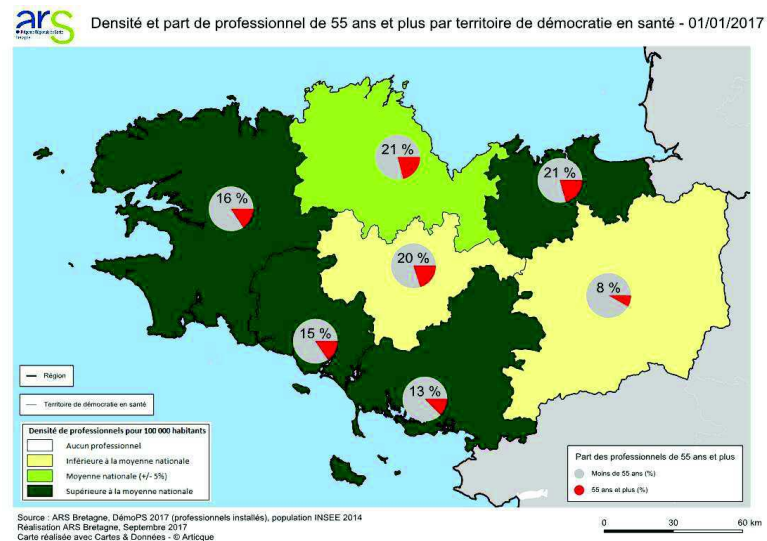 ars
Densité et part de professionnel de 55 ans et plus par territoire de démocratie en santé - 01/01/2017
21 %
21 %
16 %
20 %
8 %
15 %
13 %
Région
Territoire de démocratie en santé
Densité de professionnels pour 100 000 habitants
Aucun professionnel
Inférieure à la moyenne nationale
Moyenne nationale (+/- 5%)
Supérieure à la moyenne nationale
Part des professionnels de 55 ans et plus
Moins de 55 ans (%)
55 ans et plus (%)
0 30 60 km
Source : ARS Bretagne, DémoPS 2017 (professionnels installés), population INSEE 2014
Réalisation ARS Bretagne, Septembre 2017
Carte réalisée avec Cartes & Données - © Articque